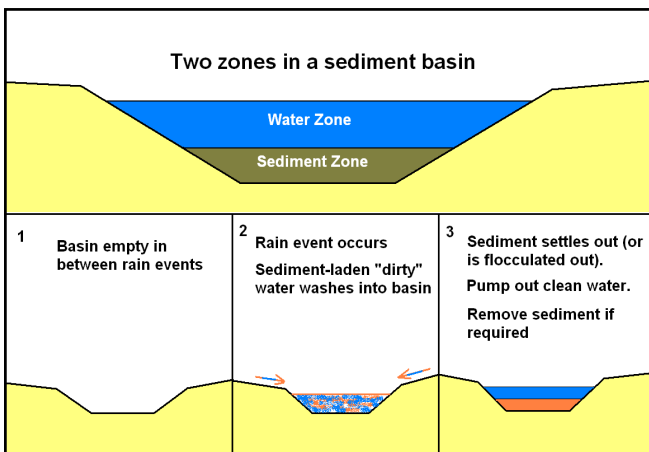 Two zones in a sediment basin
Water Zone
Sediment Zone
1
Basin empty in
between rain events
2
Rain event occurs
Sediment-laden "dirty"
water washes into basin
3
Sediment settles out (or
is flocculated out).
Pump out clean water.
Remove sediment if
required